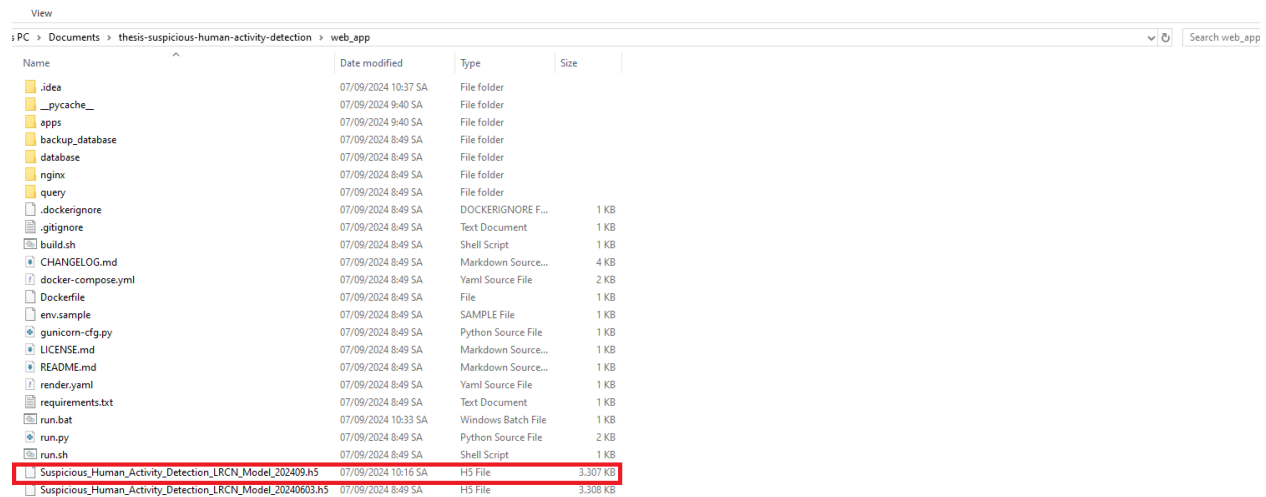 View
s PC > Documents > thesis-suspicious-human-activity-detection > web_app Search web_app
Name Date modified Type Size
.idea 07/09/2024 10:37 SA File folder
__pycache__ 07/09/2024 9:40 SA File folder
apps 07/09/2024 9:40 SA File folder
backup_database 07/09/2024 8:49 SA File folder
database 07/09/2024 8:49 SA File folder
nginx 07/09/2024 8:49 SA File folder
query 07/09/2024 8:49 SA File folder
.dockerignore 07/09/2024 8:49 SA DOCKERIGNORE F... 1 KB
.gitignore 07/09/2024 8:49 SA Text Document 1 KB
build.sh 07/09/2024 8:49 SA Shell Script 1 KB
CHANGELOG.md 07/09/2024 8:49 SA Markdown Source... 4 KB
docker-compose.yml 07/09/2024 8:49 SA Yaml Source File 2 KB
Dockerfile 07/09/2024 8:49 SA File 1 KB
env.sample 07/09/2024 8:49 SA SAMPLE File 1 KB
gunicorn-cfg.py 07/09/2024 8:49 SA Python Source File 1 KB
LICENSE.md 07/09/2024 8:49 SA Markdown Source... 1 KB
README.md 07/09/2024 8:49 SA Markdown Source... 1 KB
render.yaml 07/09/2024 8:49 SA Yaml Source File 1 KB
requirements.txt 07/09/2024 8:49 SA Text Document 1 KB
run.bat 07/09/2024 10:33 SA Windows Batch File 1 KB
run.py 07/09/2024 8:49 SA Python Source File 2 KB
run.sh 07/09/2024 8:49 SA Shell Script 1 KB
Suspicious_Human_Activity_Detection_LRCN_Model_202409.h5 07/09/2024 10:16 SA H5 File 3.307 KB
Suspicious_Human_Activity_Detection_LRCN_Model_20240603.h5 07/09/2024 8:49 SA H5 File 3.308 KB